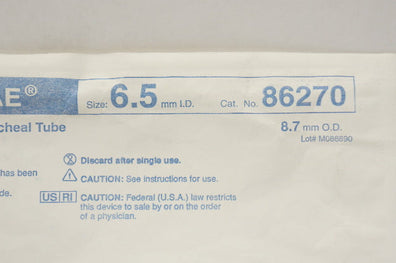 AE® Size: 6.5 mm I.D. Cat. No. 86270
cheal Tube 8.7 mm O.D.
Lot# M086690
Discard after single use.
has been CAUTION: See instructions for use.
de. US RI CAUTION: Federal (U.S.A.) law restricts
this device to sale by or on the order
of a physician.